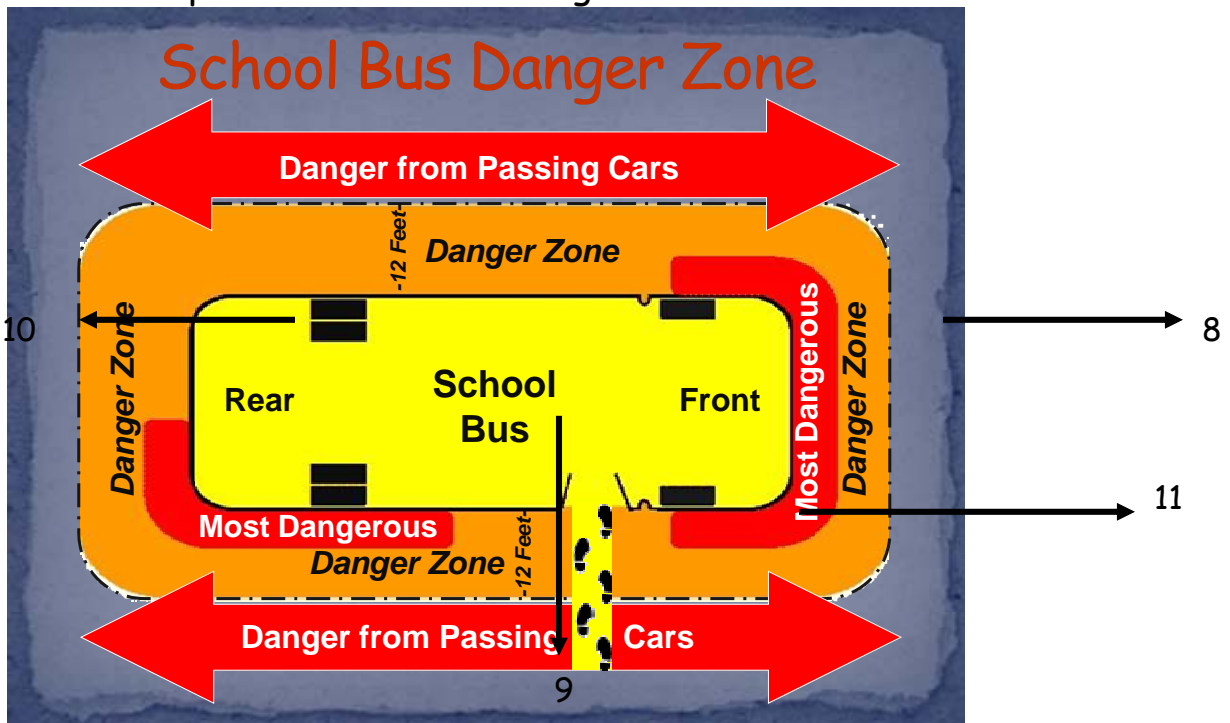 School Bus Danger Zone
Danger from Passing Cars
-12 Feet-
Danger Zone
10
8
Danger Zone
Rear
School
Bus
Front
Most Dangerous
Danger Zone
11
Most Dangerous
Danger Zone
-12 Feet-
Danger from Passing Cars
9